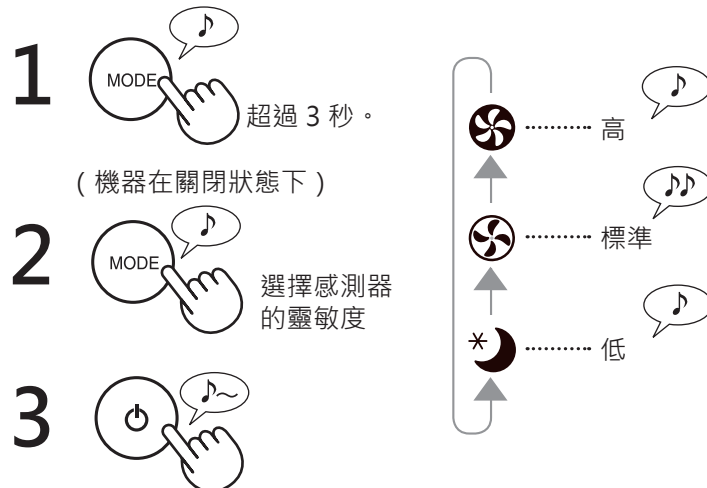 1
MODE
超過 3 秒。
( 機器在關閉狀態下 )
2
MODE
選擇感測器
的靈敏度
3
高
標準
低